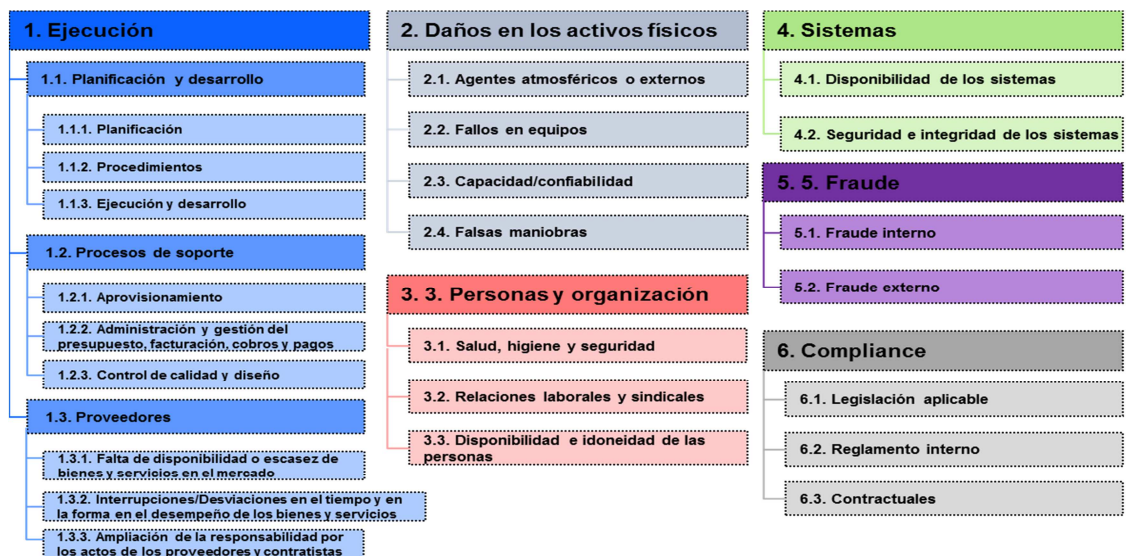 1. Ejecución
1.1. Planificación y desarrollo
1.1.1. Planificación
1.1.2. Procedimientos
1.1.3. Ejecución y desarrollo
1.2. Procesos de soporte
1.2.1. Aprovisionamiento
1.2.2. Administración y gestión del
presupuesto, facturación, cobros y pagos
1.2.3. Control de calidad y diseño
1.3. Proveedores
1.3.1. Falta de disponibilidad o escasez de
bienes y servicios en el mercado
1.3.2. Interrupciones/Desviaciones en el tiempo y en
la forma en el desempeño de los bienes y servicios
1.3.3. Ampliación de la responsabilidad por
los actos de los proveedores y contratistas
2. Daños en los activos físicos
2.1. Agentes atmosféricos o externos
2.2. Fallos en equipos
2.3. Capacidad/confiabilidad
2.4. Falsas maniobras
3. 3. Personas y organización
3.1. Salud, higiene y seguridad
3.2. Relaciones laborales y sindicales
3.3. Disponibilidad e idoneidad de las
personas
4. Sistemas
4.1. Disponibilidad de los sistemas
4.2. Seguridad e integridad de los sistemas
5. 5. Fraude
5.1. Fraude interno
5.2. Fraude externo
6. Compliance
6.1. Legislación aplicable
6.2. Reglamento interno
6.3. Contractuales